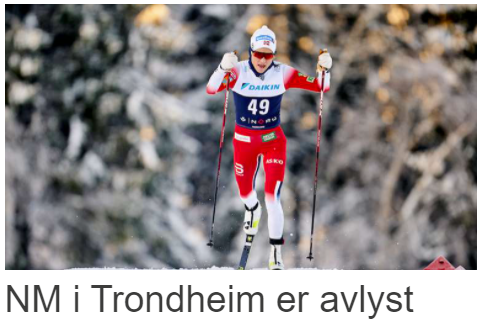 DAIKIN
49
NM i Trondheim er avlyst